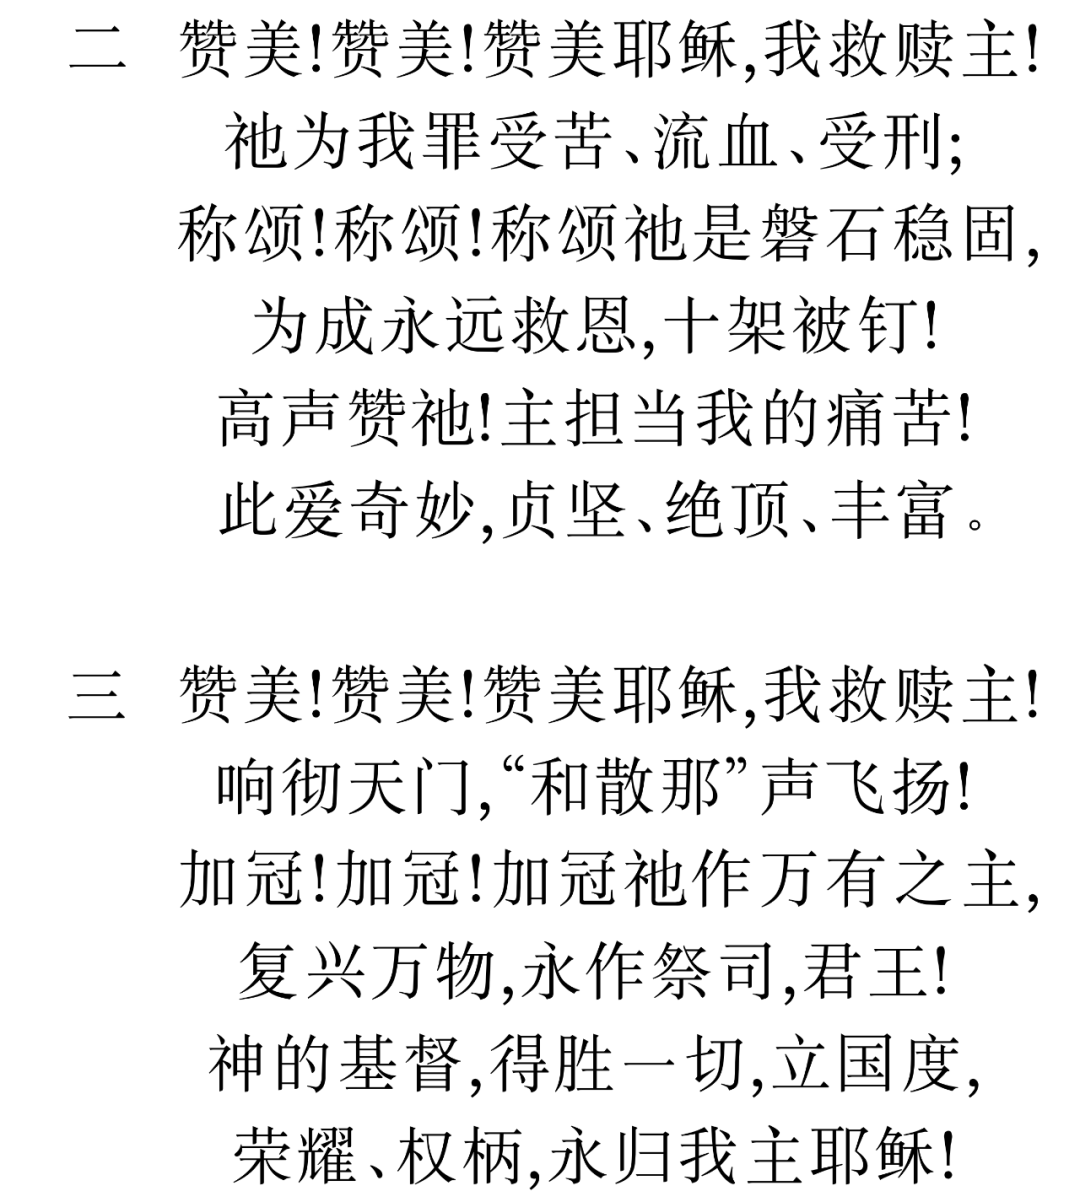 二 赞美!赞美!赞美耶稣,我救赎主!
祂为我罪受苦、流血、受刑;
称颂!称颂!称颂祂是磐石稳固,
为成永远救恩,十架被钉!
高声赞祂!主担当我的痛苦!
此爱奇妙,贞坚、绝顶、丰富。
三 赞美!赞美!赞美耶稣,我救赎主!
响彻天门,“和散那”声飞扬!
加冠!加冠!加冠祂作万有之主,
复兴万物,永作祭司,君王!
神的基督,得胜一切,立国度,
荣耀、权柄,永归我主耶稣!